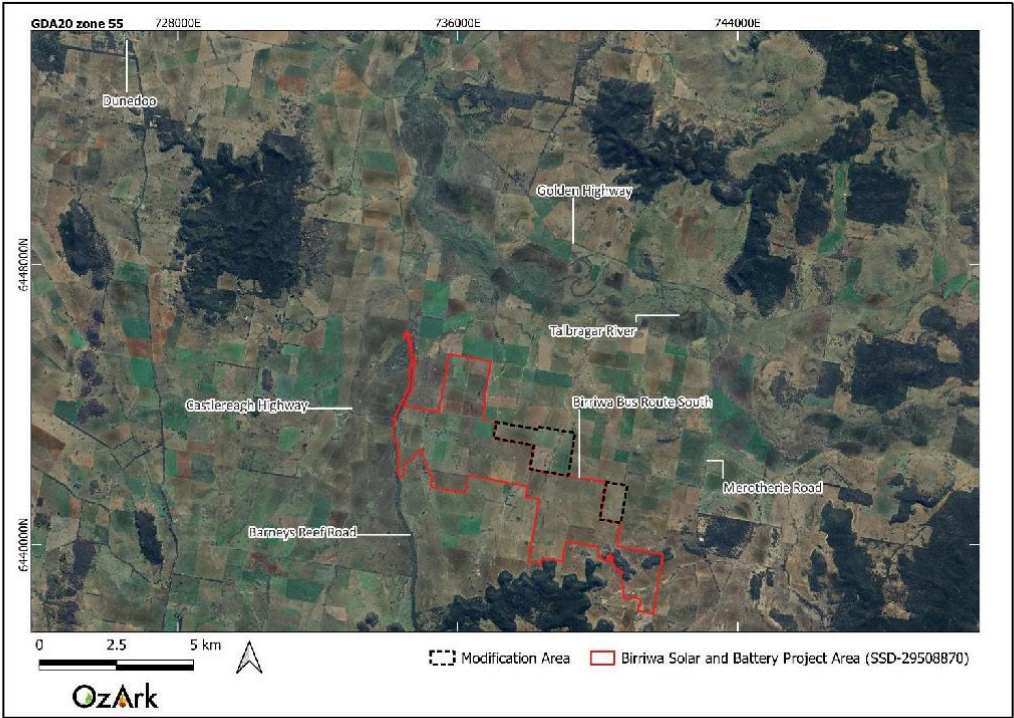 GDA20 zone 55
728000E
736000E
744000E
Dunedoo
Golden Highway
6448000N
Talbragar River
Castlereagh Highway
Birriwa Bus Route South
Merotherie Road
Barneys Reef Road
6440000N
0 2.5 5 km
Modification Area
Birriwa Solar and Battery Project Area (SSD-29508870)
OzArk